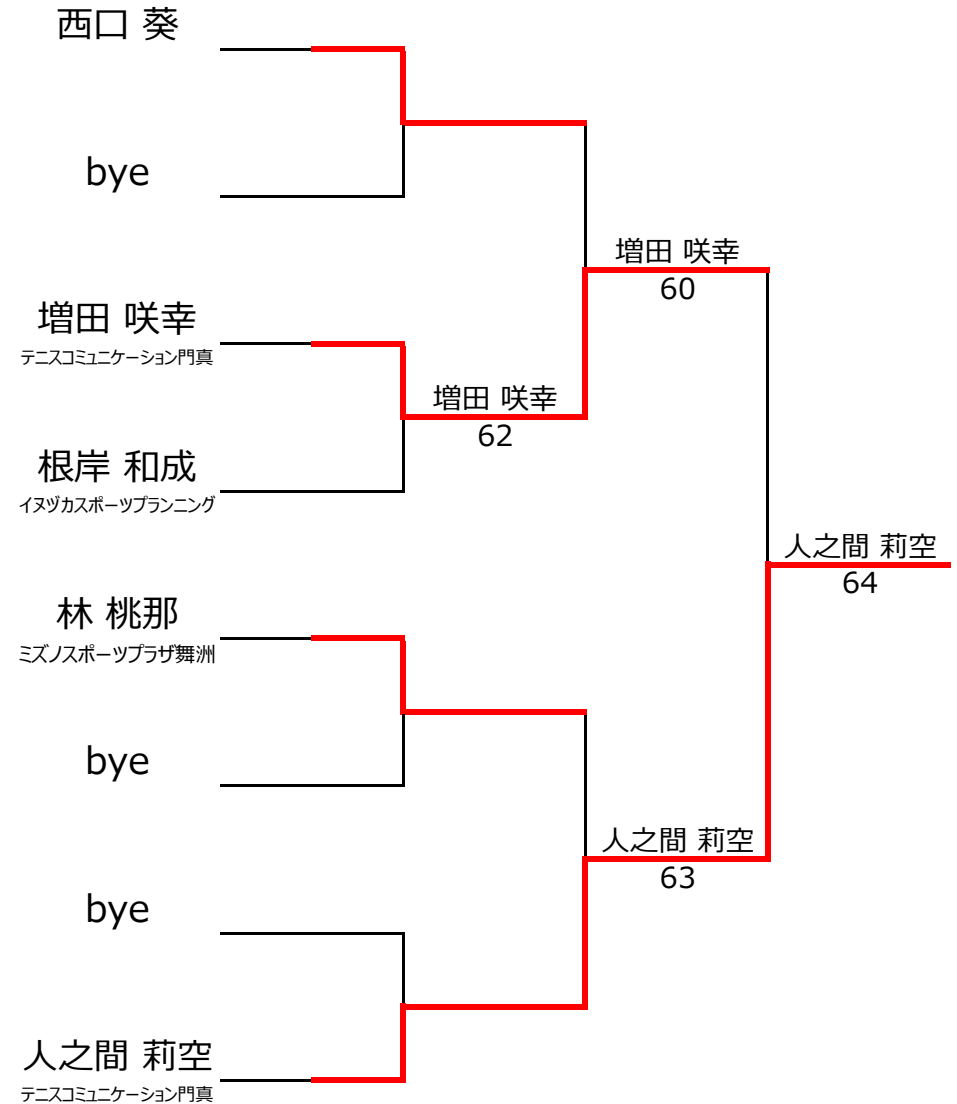 西口 葵
bye
増田 咲幸
60
増田 咲幸
テニスコミュニケーション門真
増田 咲幸
62
根岸 和成
イヌヅカスポーツプランニング
人之間 莉空
64
林 桃那
ミズノスポーツプラザ舞洲
bye
人之間 莉空
63
bye
人之間 莉空
テニスコミュニケーション門真